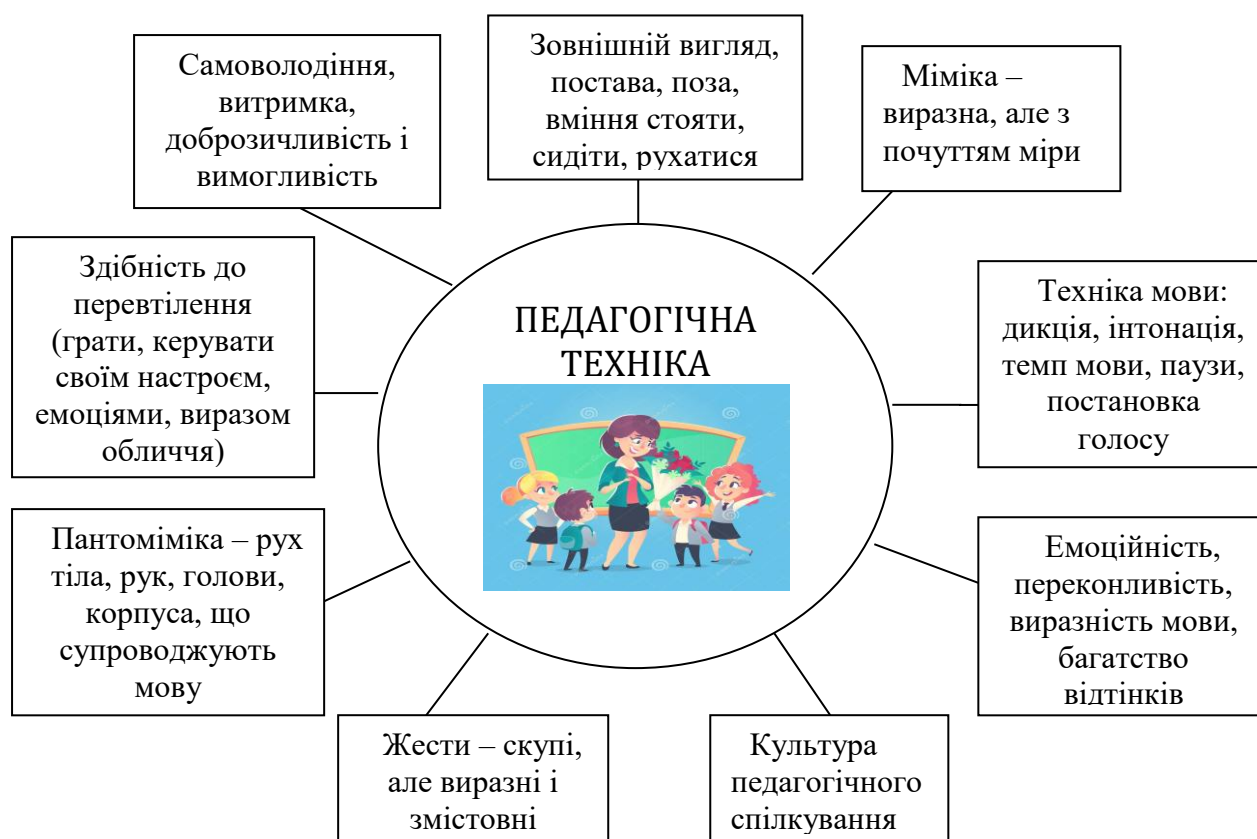 Самоволодіння,
витримка,
доброзичливість і
вимогливість
Зовнішній вигляд,
постава, поза,
вміння стояти,
сидіти, рухатися
Міміка –
виразна, але з
почуттям міри
Здібність до
перевтілення
(грати, керувати
своїм настроєм,
емоціями, виразом
обличчя)
ПЕДАГОГІЧНА
ТЕХНІКА
Техніка мови:
дикція, інтонація,
темп мови, паузи,
постановка
голосу
Пантоміміка – рух
тіла, рук, голови,
корпуса, що
супроводжують
мову
Емоційність,
переконливість,
виразність мови,
багатство
відтінків
Жести – скупі,
але виразні і
змістовні
Культура
педагогічного
спілкування